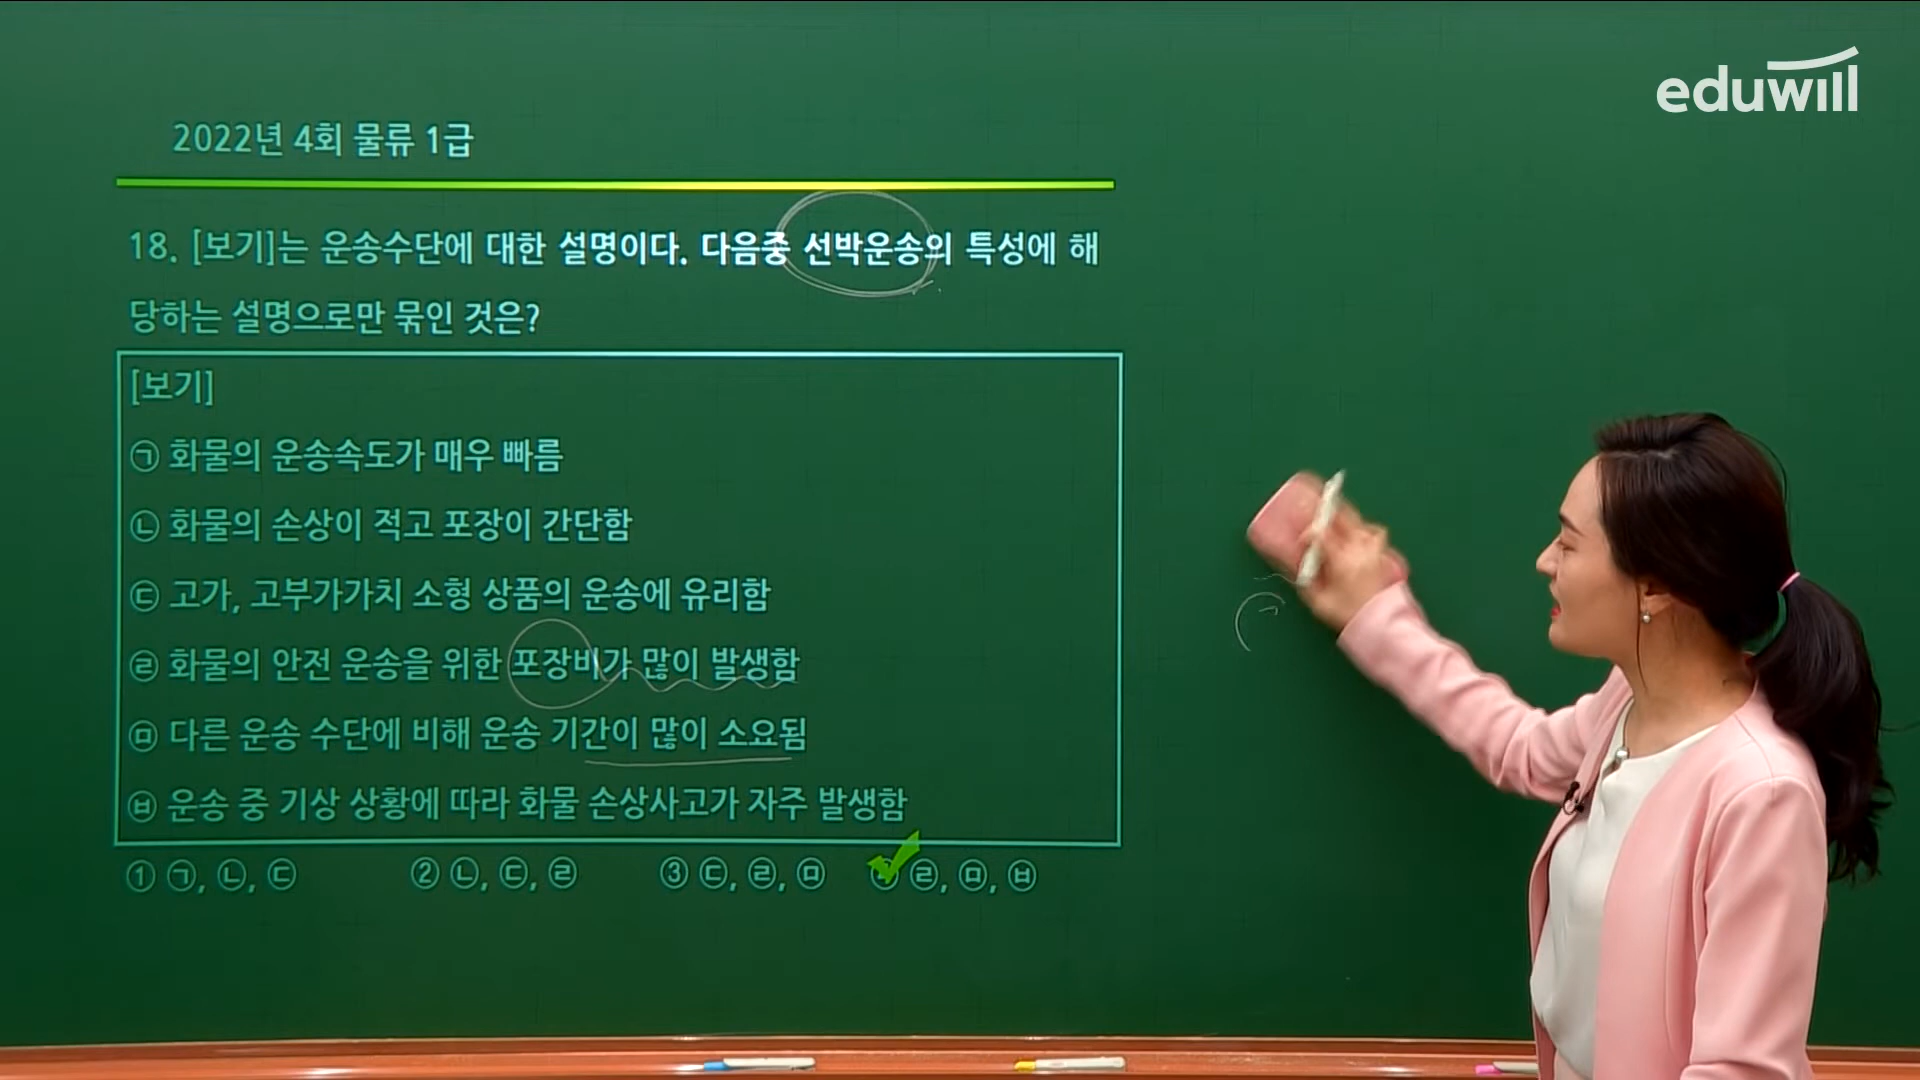 eduwill
2022년 4회 물류 1급
18. [보기]는 운송수단에 대한 설명이다. 다음중 선박운송의 특성에 해
당하는 설명으로만 묶인 것은?
[보기]
㉠ 화물의 운송속도가 매우 빠름
㉡ 화물의 손상이 적고 포장이 간단함
㉢ 고가, 고부가가치 소형 상품의 운송에 유리함
㉣ 화물의 안전 운송을 위한 포장비가 많이 발생함
㉤ 다른 운송 수단에 비해 운송 기간이 많이 소요됨
㉥ 운송 중 기상 상황에 따라 화물 손상사고가 자주 발생함
① ㉠, ㉡, ㉢ ② ㉡, ㉢, ㉣ ③ ㉢, ㉣, ㉤ ④ ㉣, ㉤, ㉥